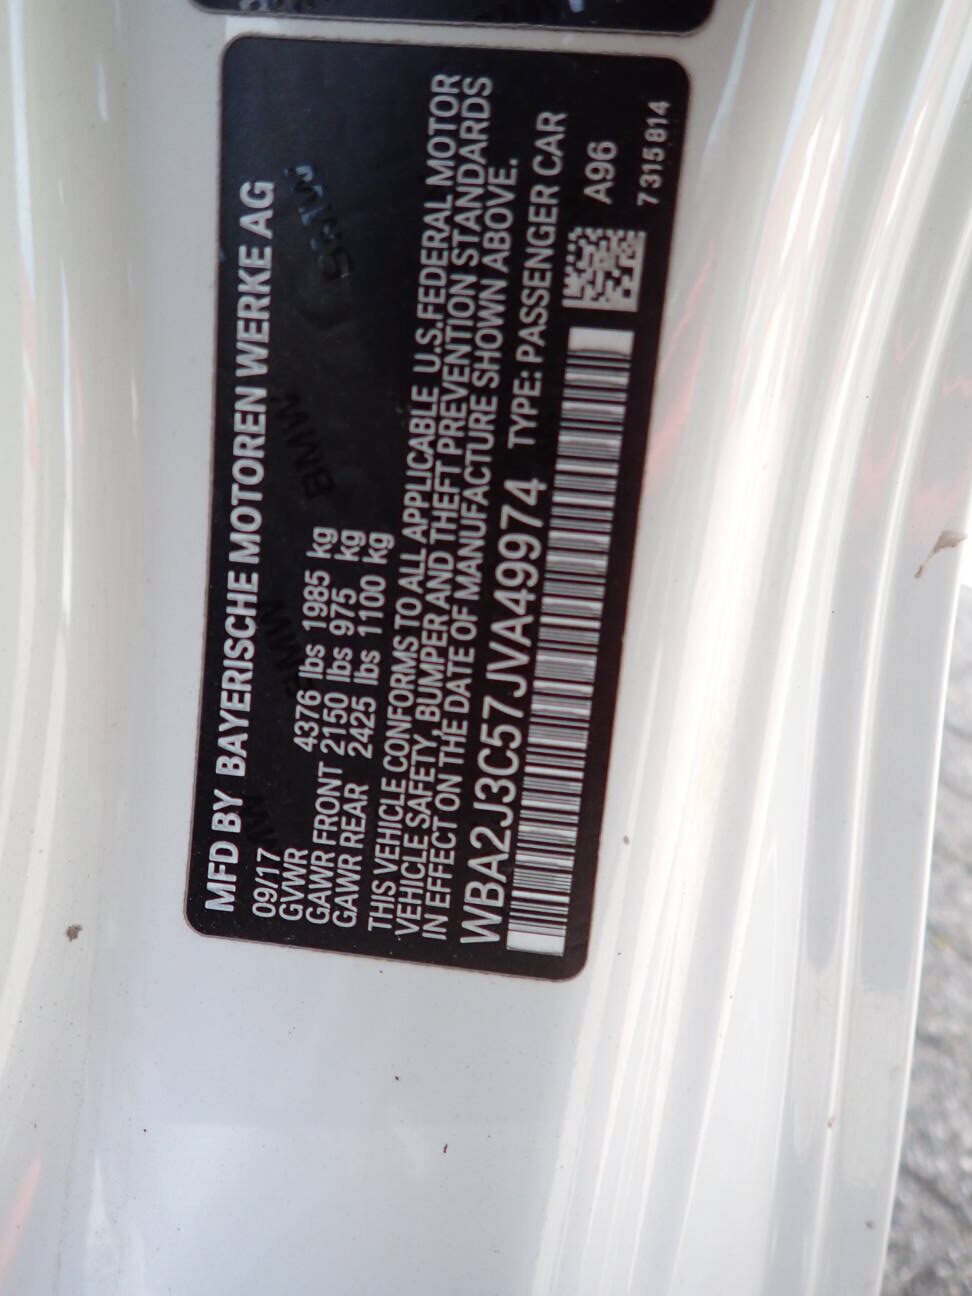 MFD BY BAYERISCHE MOTOREN WERKE AG
09/17
GVWR 4376 lbs 1985 kg
GAWR FRONT 2150 lbs 975 kg
GAWR REAR 2425 lbs 1100 kg
THIS VEHICLE CONFORMS TO ALL APPLICABLE U.S.FEDERAL MOTOR
VEHICLE SAFETY, BUMPER AND THEFT PREVENTION STANDARDS
IN EFFECT ON THE DATE OF MANUFACTURE SHOWN ABOVE.
WBA2J3C57JVA49974 TYPE: PASSENGER CAR
A96
7 315 814
BMW
BMW
BMW